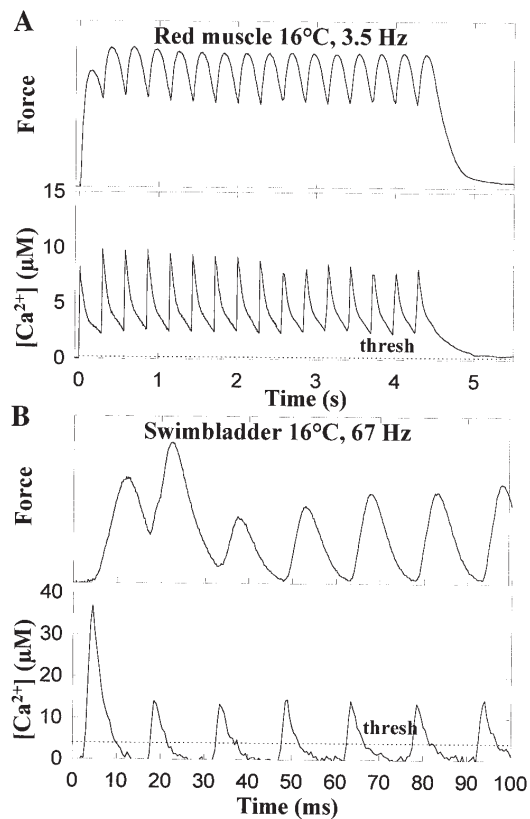 A
Red muscle 16°C, 3.5 Hz
Force
15
10
5
0
[Ca2+] (µM)
thresh
0 1 2 3 4 5
Time (s)
B
Swimbladder 16°C, 67 Hz
Force
40
30
20
10
0
[Ca2+] (µM)
thresh
0 10 20 30 40 50 60 70 80 90 100
Time (ms)